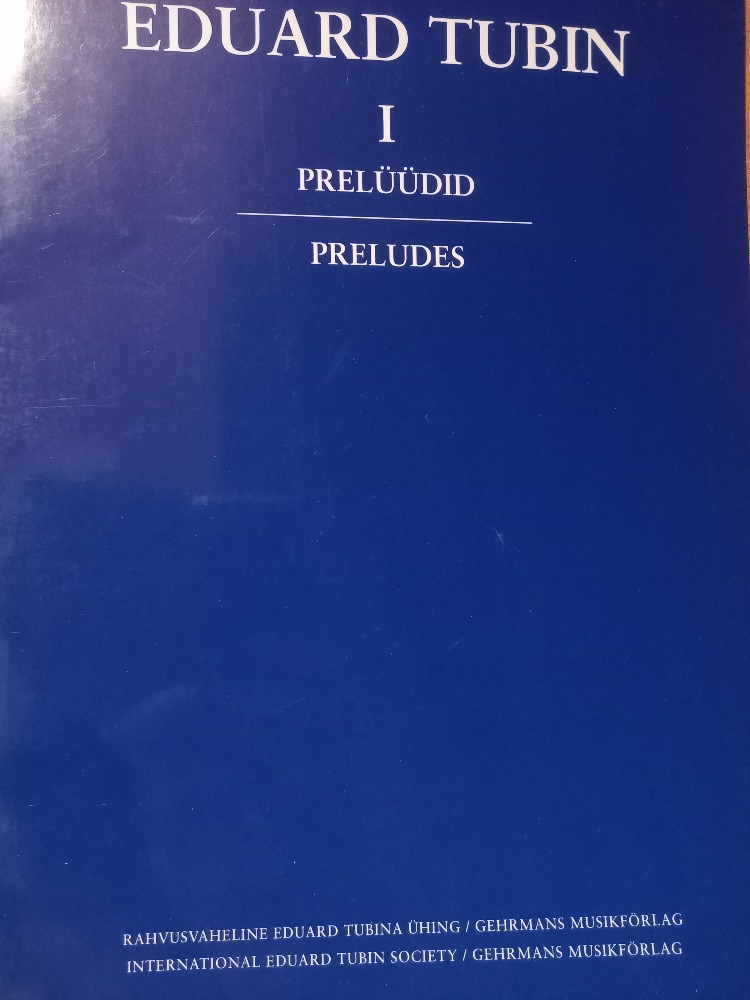 EDUARD TUBIN
I
PRELÜÜDID
PRELUDES
RAHVUSVAHELINE EDUARD TUBINA ÜHING / GEHRMANS MUSIKFÖRLAG
INTERNATIONAL EDUARD TUBIN SOCIETY / GEHRMANS MUSIKFÖRLAG